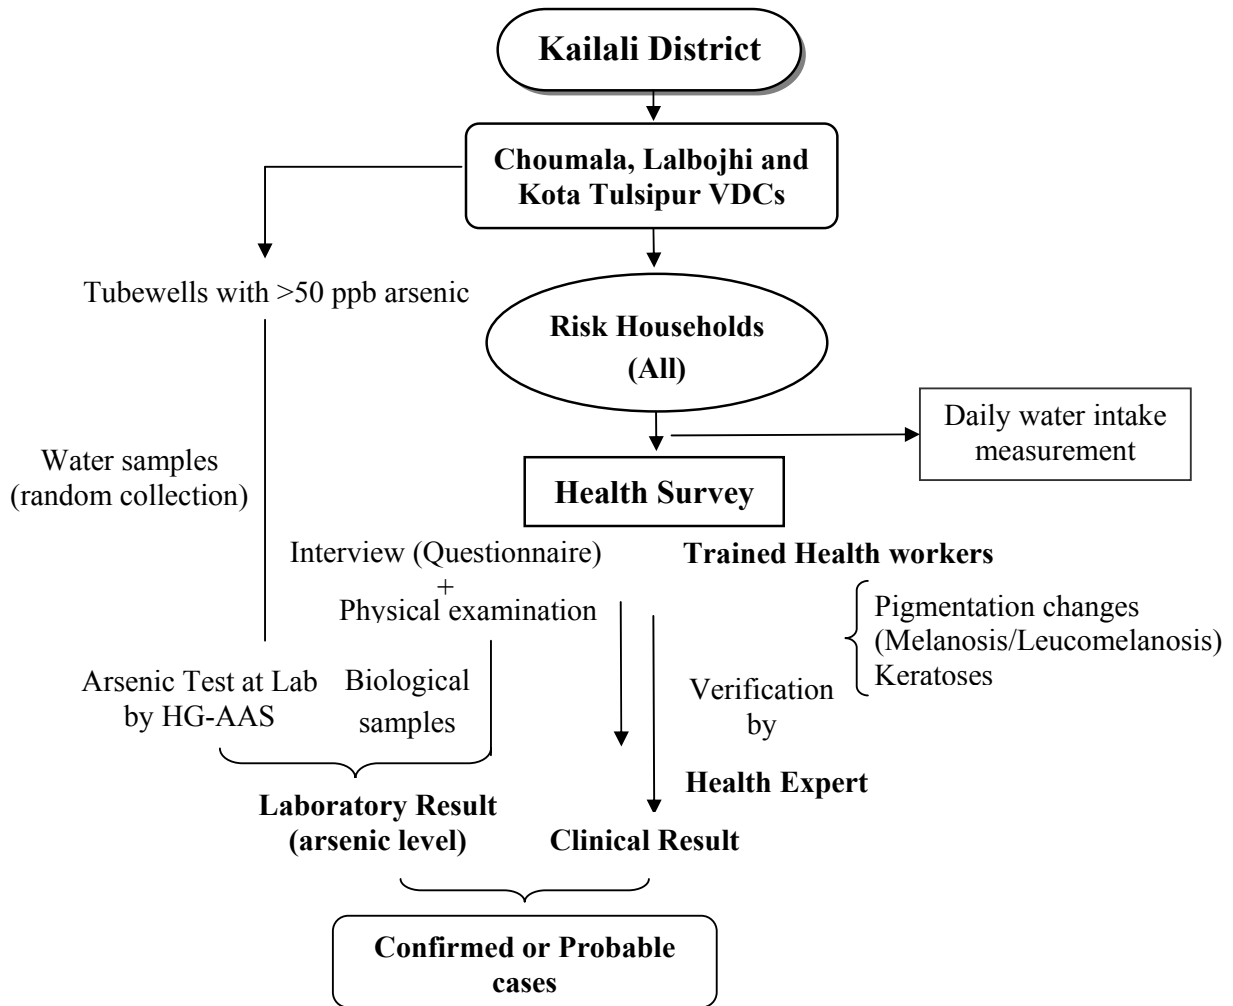 Kailali District
Choumala, Lalbojhi and
Kota Tulsipur VDCs
Tubewells with >50 ppb arsenic
Risk Households
(All)
Daily water intake
measurement
Water samples
(random collection)
Health Survey
Interview (Questionnaire)
+
Physical examination
Trained Health workers
Pigmentation changes
(Melanosis/Leucomelanosis)
Keratoses
Arsenic Test at Lab
by HG-AAS
Biological
samples
Verification
by
Health Expert
Laboratory Result
(arsenic level)
Clinical Result
Confirmed or Probable
cases